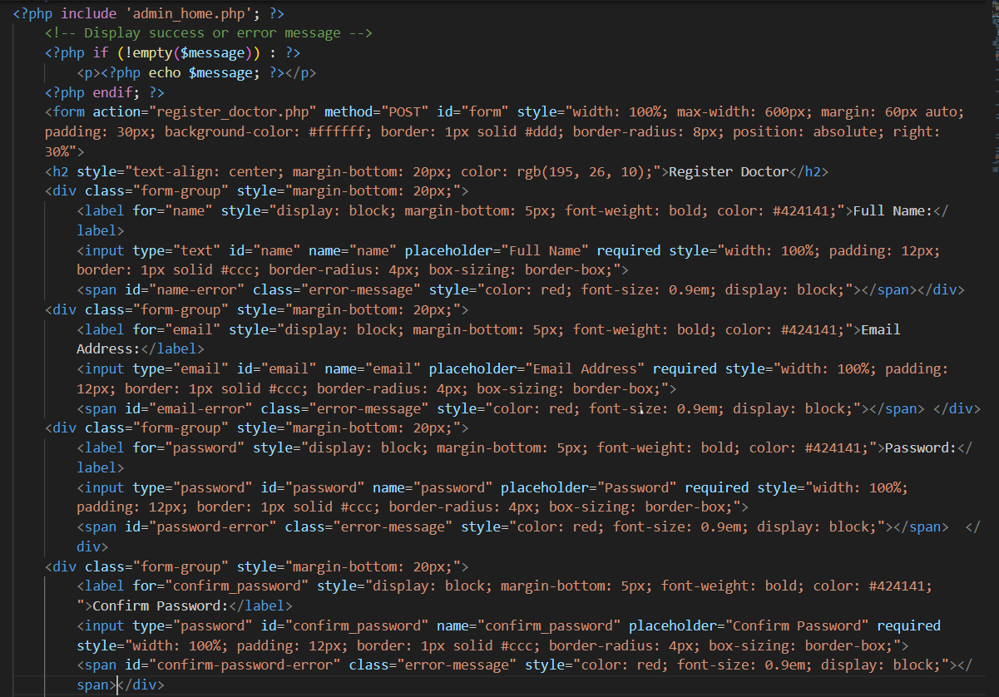 <?php include 'admin_home.php'; ?>
<!-- Display success or error message -->
<?php if (!empty($message)) : ?>
<p><?php echo $message; ?></p>
<?php endif; ?>
<form action="register_doctor.php" method="POST" id="form" style="width: 100%; max-width: 600px; margin: 60px auto;
padding: 30px; background-color: #ffffff; border: 1px solid #ddd; border-radius: 8px; position: absolute; right:
30%">
<h2 style="text-align: center; margin-bottom: 20px; color: rgb(195, 26, 10);">Register Doctor</h2>
<div class="form-group" style="margin-bottom: 20px;">
<label for="name" style="display: block; margin-bottom: 5px; font-weight: bold; color: #424141;">Full Name:</
label>
<input type="text" id="name" name="name" placeholder="Full Name" required style="width: 100%; padding: 12px;
border: 1px solid #ccc; border-radius: 4px; box-sizing: border-box;">
<span id="name-error" class="error-message" style="color: red; font-size: 0.9em; display: block;"></span></div>
<div class="form-group" style="margin-bottom: 20px;">
<label for="email" style="display: block; margin-bottom: 5px; font-weight: bold; color: #424141;">Email
Address:</label>
<input type="email" id="email" name="email" placeholder="Email Address" required style="width: 100%; padding:
12px; border: 1px solid #ccc; border-radius: 4px; box-sizing: border-box;">
<span id="email-error" class="error-message" style="color: red; font-size: 0.9em; display: block;"></span> </div>
<div class="form-group" style="margin-bottom: 20px;">
<label for="password" style="display: block; margin-bottom: 5px; font-weight: bold; color: #424141;">Password:</
label>
<input type="password" id="password" name="password" placeholder="Password" required style="width: 100%;
padding: 12px; border: 1px solid #ccc; border-radius: 4px; box-sizing: border-box;">
<span id="password-error" class="error-message" style="color: red; font-size: 0.9em; display: block;"></span>  </
div>
<div class="form-group" style="margin-bottom: 20px;">
<label for="confirm_password" style="display: block; margin-bottom: 5px; font-weight: bold; color: #424141;
">Confirm Password:</label>
<input type="password" id="confirm_password" name="confirm_password" placeholder="Confirm Password" required
style="width: 100%; padding: 12px; border: 1px solid #ccc; border-radius: 4px; box-sizing: border-box;">
<span id="confirm-password-error" class="error-message" style="color: red; font-size: 0.9em; display: block;"></
span></div>